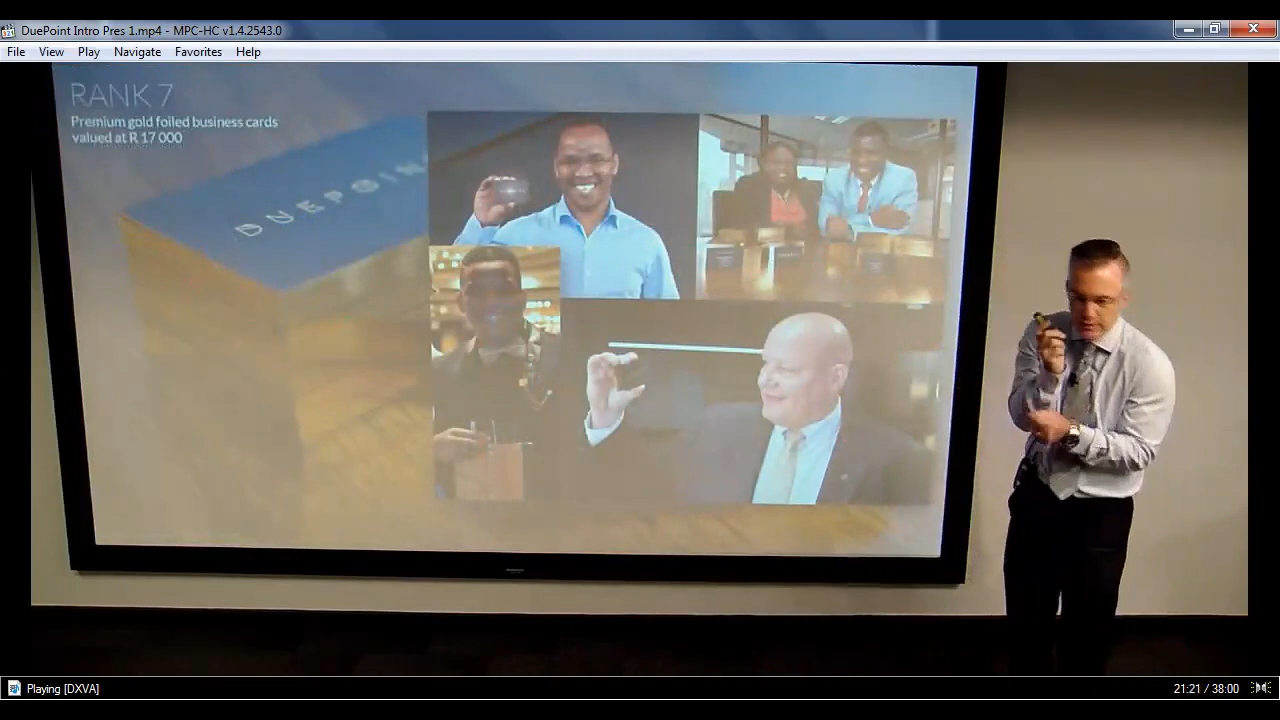 DuePoint Intro Pres 1.mp4 - MPC-HC v1.4.2543.0
File View Play Navigate Favorites Help
RANK 7
Premium gold foiled business cards
valued at R 17 000
DUEPOIN
Playing [DXVA]
21:21 / 38:00